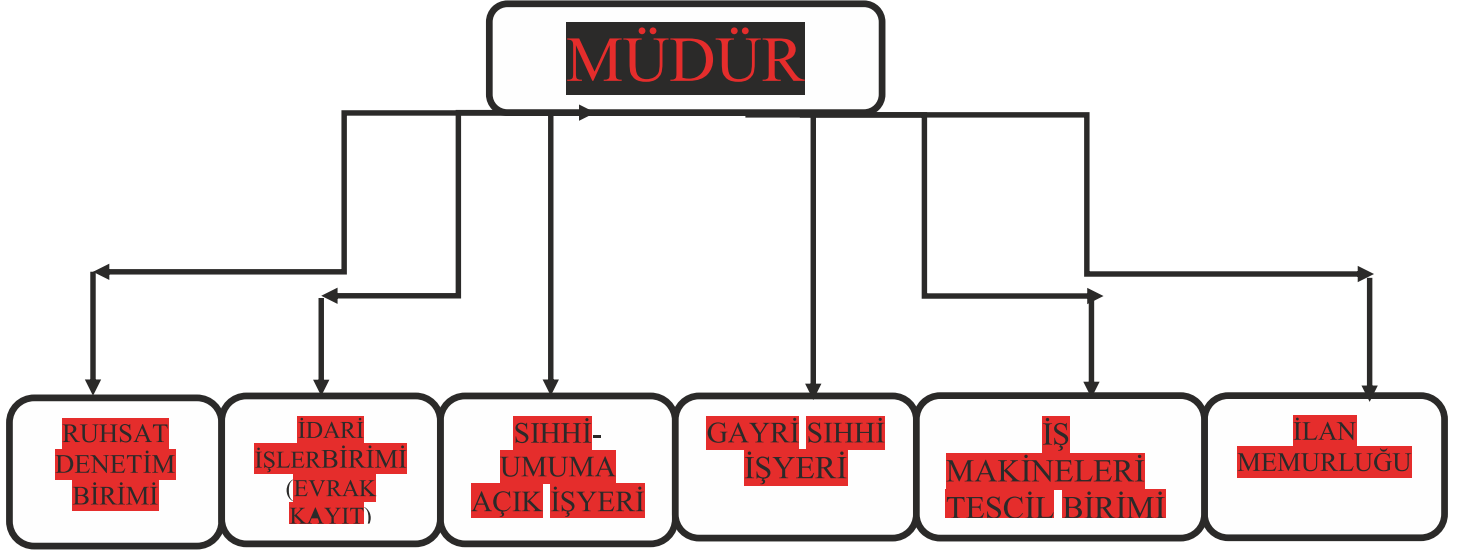 MÜDÜR
RUHSAT
DENETİM
BİRİMİ
İDARİ
İŞLERBİRİMİ
(EVRAK
KAYIT)
SIHHİ-
UMUMA
AÇIK İŞYERİ
GAYRİ SIHHİ
İŞYERİ
İŞ
MAKİNELERİ
TESCİL BİRİMİ
İLAN
MEMURLUĞU